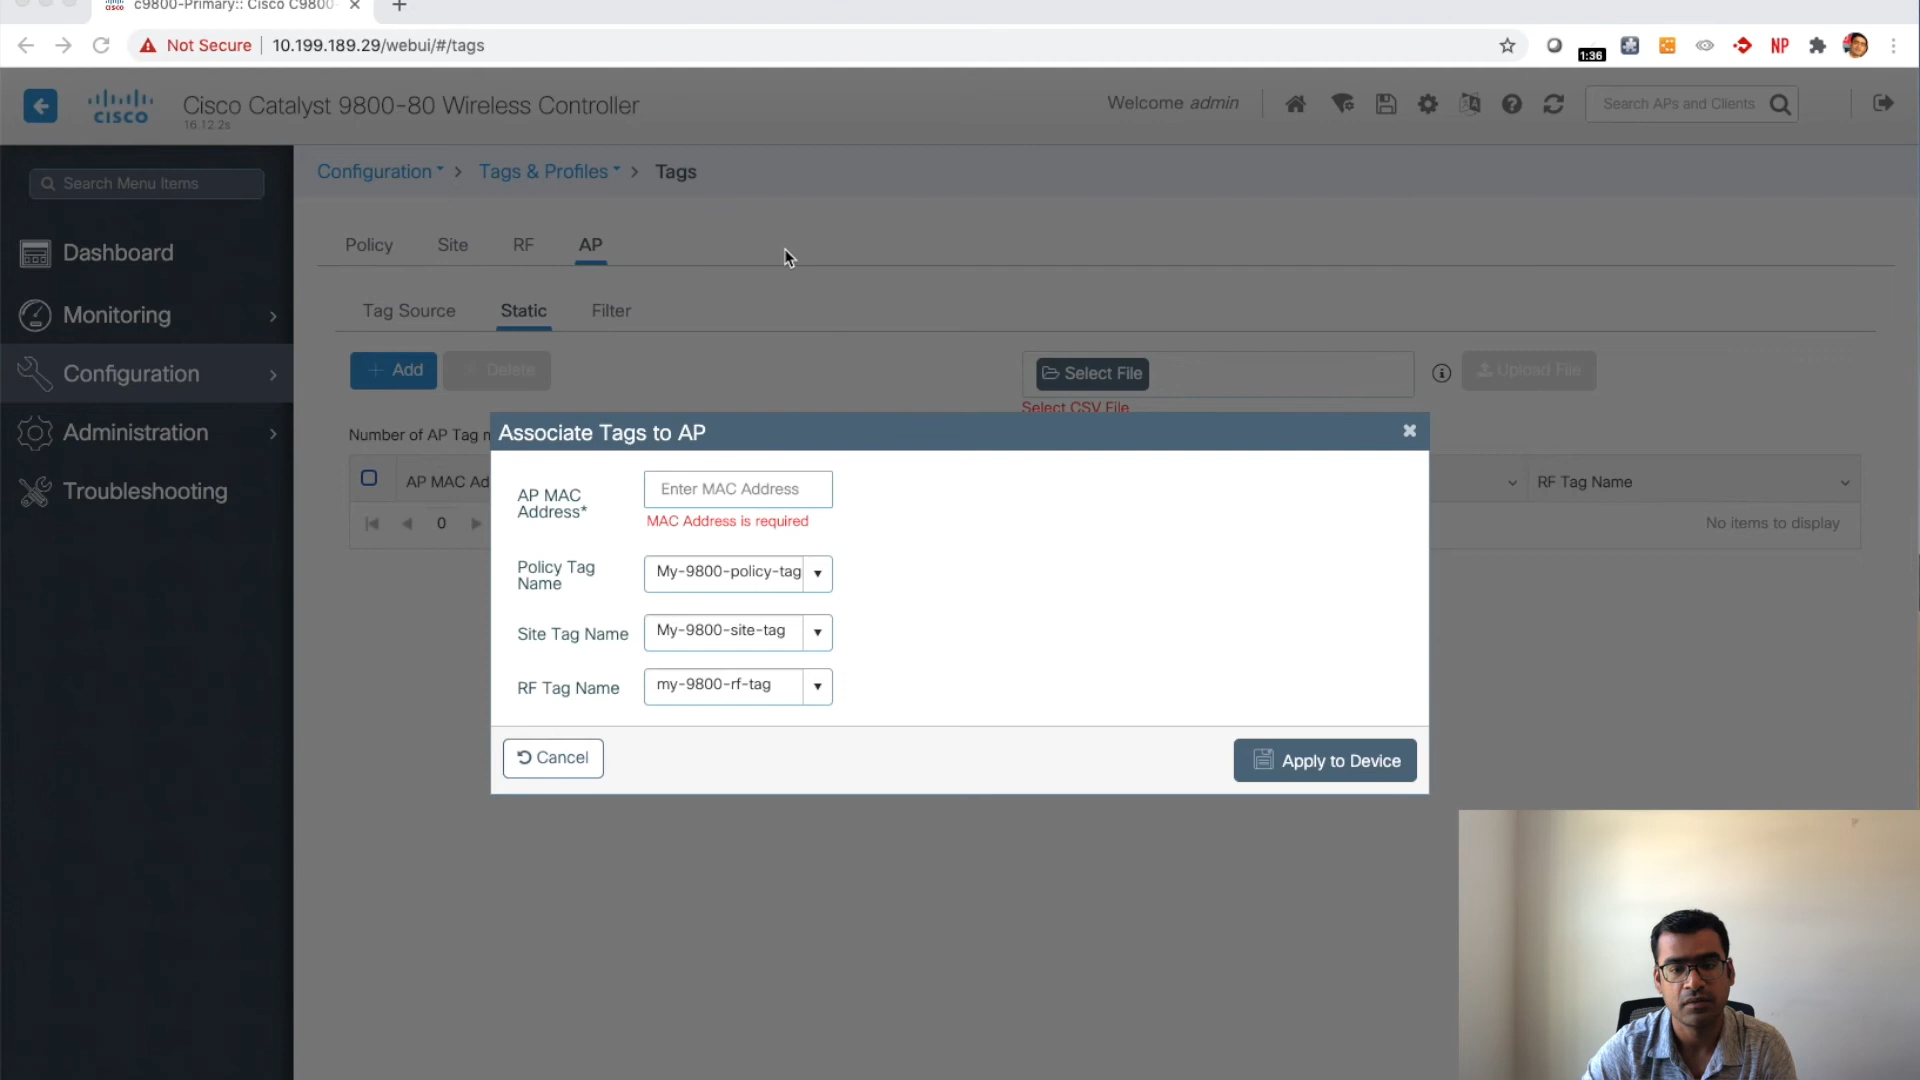 c9800-Primary:: Cisco C9800-
Not Secure
10.199.189.29/webui/#/tags
1:36
NP
CISCO
Cisco Catalyst 9800-80 Wireless Controller
16.12.2s
Welcome admin
Search APs and Clients
Search Menu Items
Configuration > Tags & Profiles > Tags
Dashboard
Monitoring
Configuration
Administration
Troubleshooting
Policy
Site
RF
AP
Tag Source
Static
Filter
+ Add
Delete
Select File
Upload File
Select CSV File
Number of AP Tag
AP MAC Ad
RF Tag Name
0
No items to display
Associate Tags to AP
AP MAC
Address*
Enter MAC Address
MAC Address is required
Policy Tag
Name
My-9800-policy-tag
Site Tag Name
My-9800-site-tag
RF Tag Name
my-9800-rf-tag
Cancel
Apply to Device